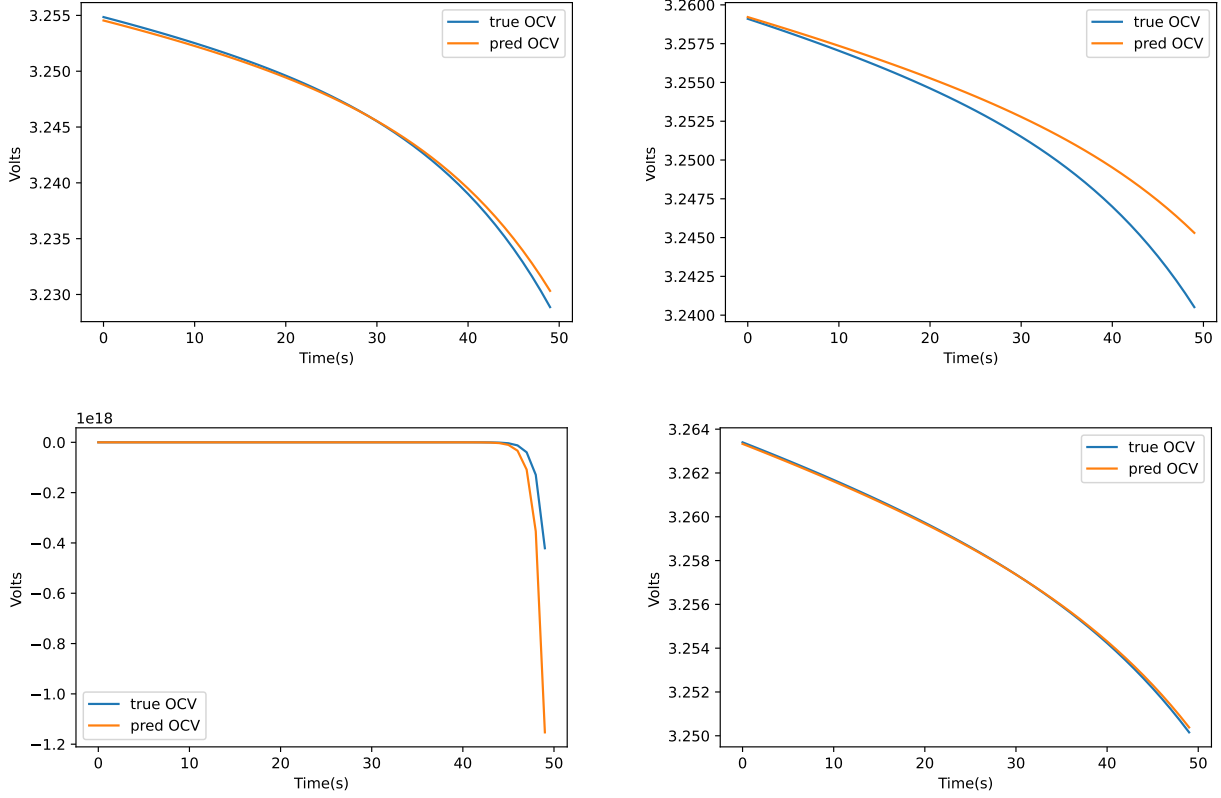 3.255
3.250
3.245
3.240
3.235
3.230
Volts
true OCV
pred OCV
0 10 20 30 40 50
Time(s)
3.2600
3.2575
3.2550
3.2525
3.2500
3.2475
3.2450
3.2425
3.2400
Volts
true OCV
pred OCV
0 10 20 30 40 50
Time(s)
1e18
0.0
−0.2
−0.4
−0.6
−0.8
−1.0
−1.2
Volts
true OCV
pred OCV
0 10 20 30 40 50
Time(s)
3.264
3.262
3.260
3.258
3.256
3.254
3.252
3.250
Volts
true OCV
pred OCV
0 10 20 30 40 50
Time(s)